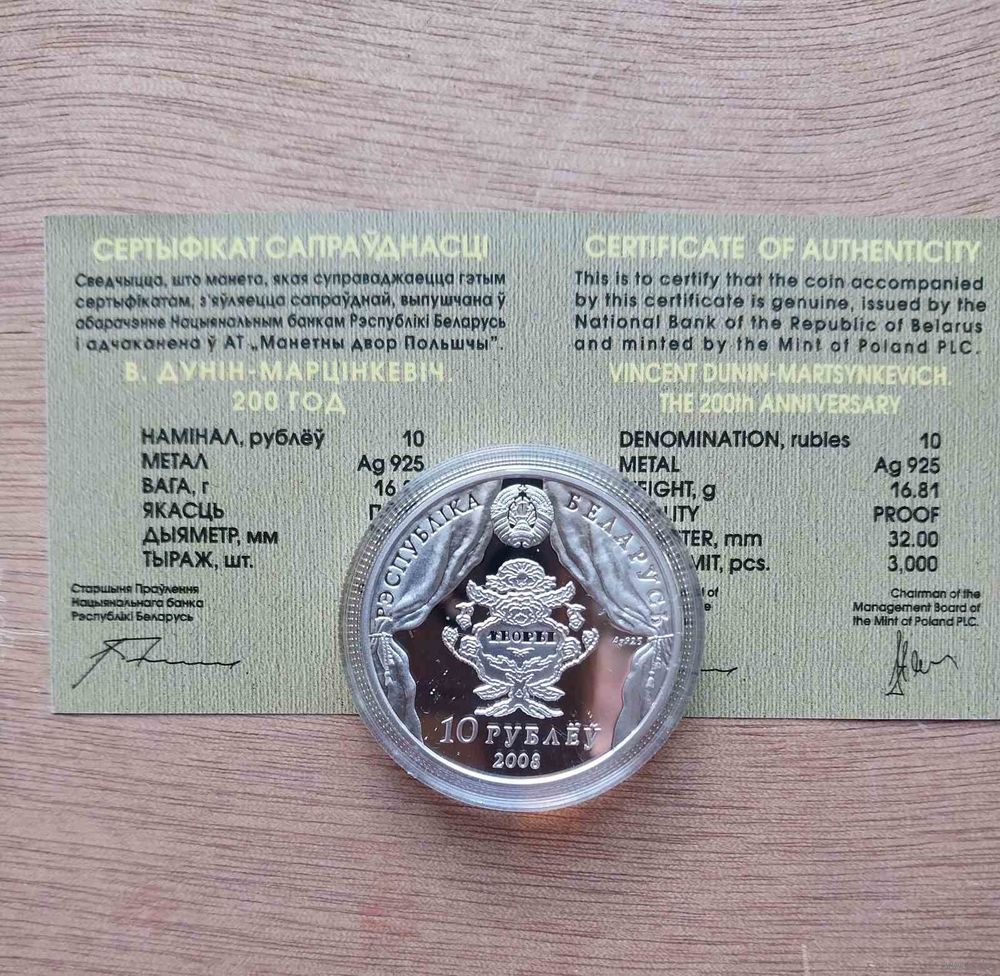 СЕРТЫФІКАТ САПРАЎДНАСЦІ
Сведчыцца, што манета, якая суправаджаецца гэтым
сертыфікатам, з'яўляецца сапраўднай, выпушчана ў
абарачэнне Нацыянальным банкам Рэспублікі Беларусь
і адчаканена ў АТ „Манетны двор Польшчы”.
В. ДУНІН-МАРЦІНКЕВІЧ.
200 ГОД
НАМІНАЛ, рублёў 10
МЕТАЛ Ag 925
ВАГА, г 16.
ЯКАСЦЬ
ДЫЯМЕТР, мм
ТЫРАЖ, шт.
Старшыня Праўлення
Нацыянальнага банка
Рэспублікі Беларусь
CERTIFICATE OF AUTHENTICITY
This is to certify that the coin accompanied
by this certificate is genuine, issued by the
National Bank of the Republic of Belarus
and minted by the Mint of Poland PLC.
VINCENT DUNIN-MARTSYNKEVICH.
THE 200th ANNIVERSARY
DENOMINATION, rubles 10
METAL Ag 925
WEIGHT, g 16.81
PROOF
mm 32.00
pcs. 3,000
Chairman of the
Management Board of
the Mint of Poland PLC.
РЭСПУБЛІКА БЕЛАРУСЬ
Ag 925
10 РУБЛЁЎ
2008